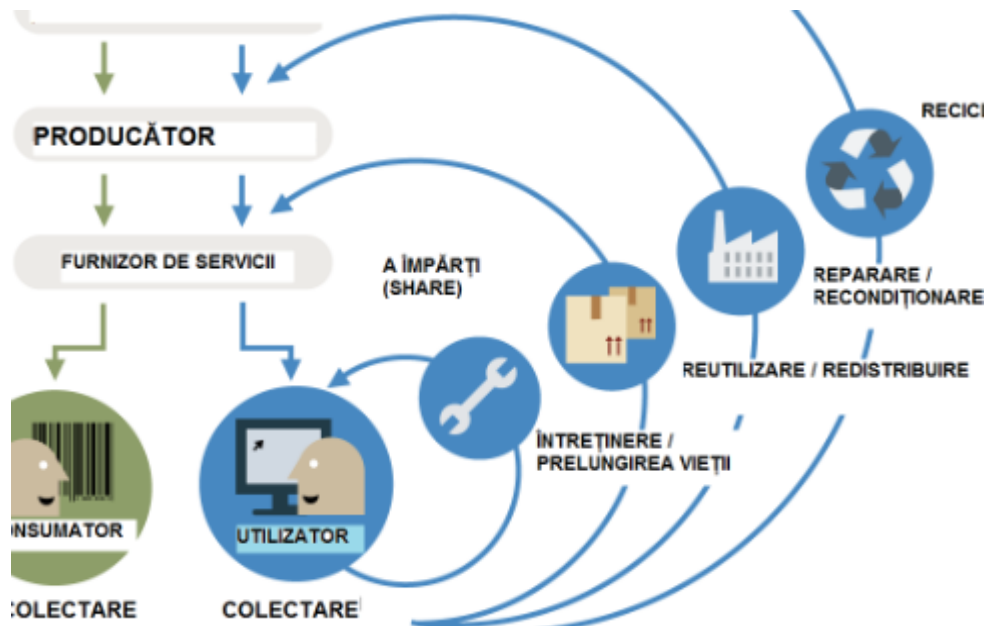 RECICL
PRODUCĂTOR
FURNIZOR DE SERVICII
A ÎMPĂRȚI
(SHARE)
REPARARE /
RECONDIȚIONARE
REUTILIZARE / REDISTRIBUIRE
ÎNTREȚINERE /
PRELUNGIREA VIEȚII
ONSUMATOR
UTILIZATOR
COLECTARE
COLECTARE